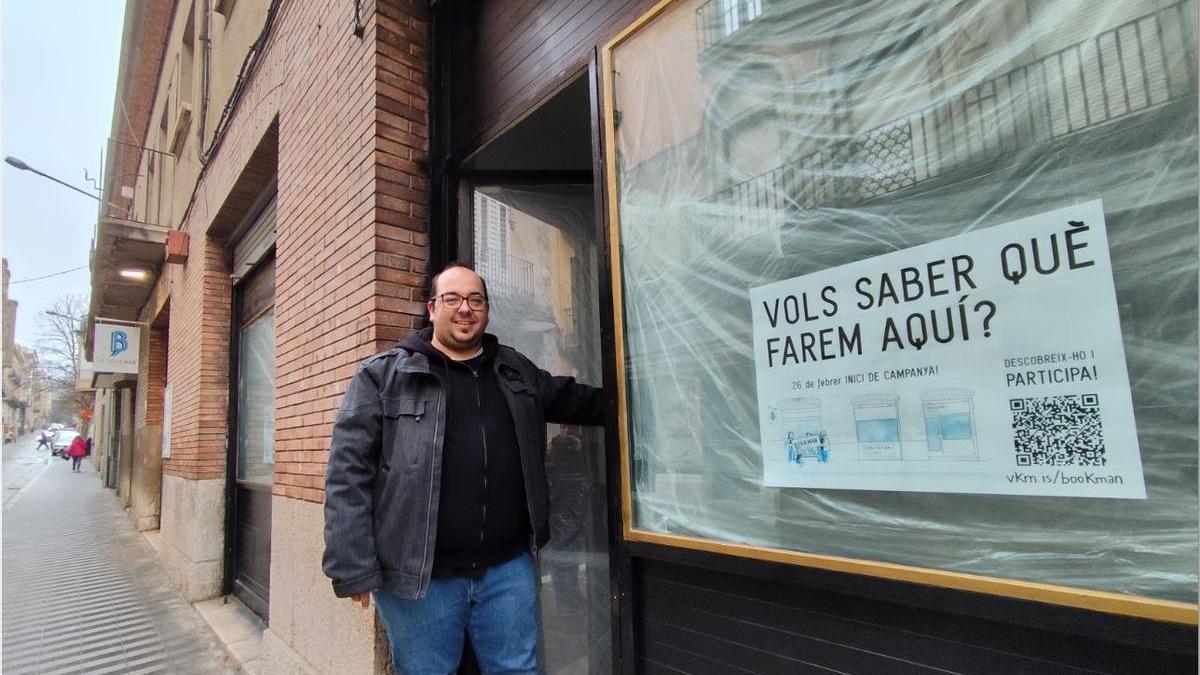 B
VOLS SABER QUÈ
FAREM AQUÍ?
26 de febrer INICI DE CAMPANYA!
DESCOBREIX-HO I
PARTICIPA!
vkm.is/bookman